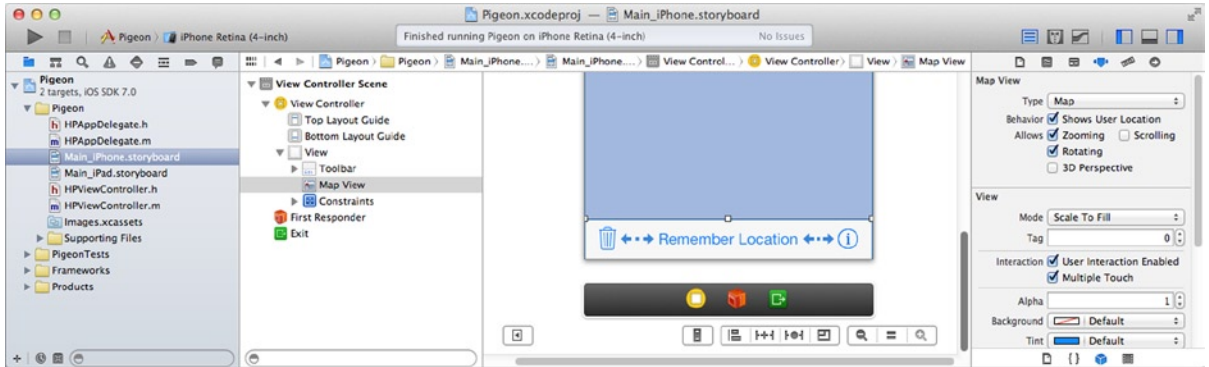 Pigeon.xcodeproj — Main_iPhone.storyboard
Pigeon iPhone Retina (4-inch)
Finished running Pigeon on iPhone Retina (4-inch) No Issues
Pigeon Pigeon Main_iPhone.... Main_iPhone.... View Control... View Controller View Map View
Pigeon
2 targets, iOS SDK 7.0
Pigeon
h HPAppDelegate.h
m HPAppDelegate.m
Main_iPhone.storyboard
Main_iPad.storyboard
h HPViewController.h
m HPViewController.m
Images.xcassets
Supporting Files
PigeonTests
Frameworks
Products
View Controller Scene
View Controller
Top Layout Guide
Bottom Layout Guide
View
Toolbar
Map View
Constraints
First Responder
Exit
Remember Location
Map View
Type Map
Behavior Shows User Location
Allows Zooming Scrolling
Rotating
3D Perspective
View
Mode Scale To Fill
Tag 0
Interaction User Interaction Enabled
Multiple Touch
Alpha 1
Background Default
Tint Default